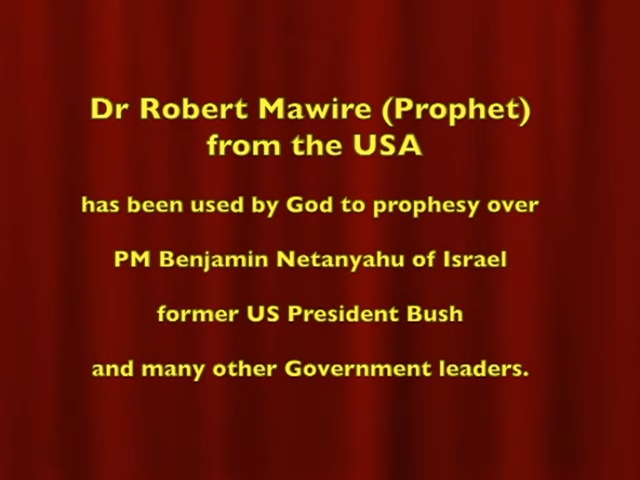 Dr Robert Mawire (Prophet)
from the USA
has been used by God to prophesy over
PM Benjamin Netanyahu of Israel
former US President Bush
and many other Government leaders.